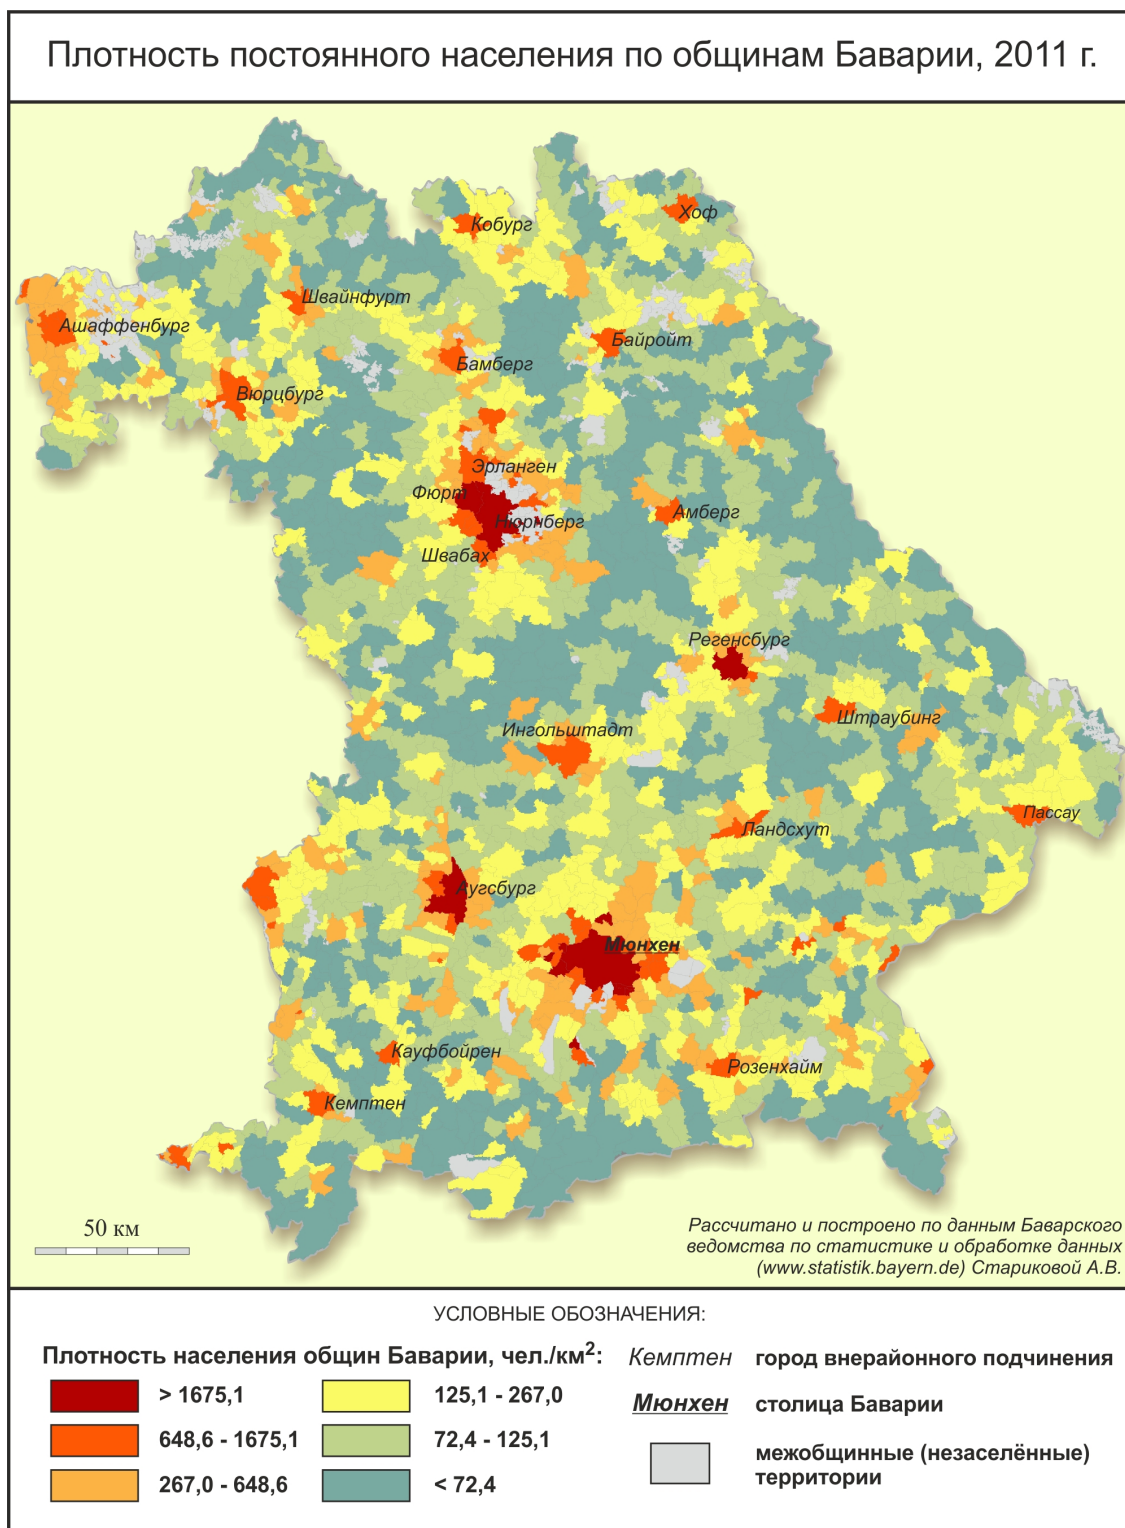 Плотность постоянного населения по общинам Баварии, 2011 г.
Хоф
Кобург
Швайнфурт
Ашаффенбург
Байройт
Бамберг
Вюрцбург
Эрланген
Фюрт
Амберг
Нюрнберг
Швабах
Регенсбург
Штраубинг
Ингольштадт
Пассау
Ландсхут
Аугсбург
Мюнхен
Кауфбойрен
Розенхайм
Кемптен
50 км
Рассчитано и построено по данным Баварского
ведомства по статистике и обработке данных
(www.statistik.bayern.de) Стариковой А.В.
УСЛОВНЫЕ ОБОЗНАЧЕНИЯ:
Плотность населения общин Баварии, чел./км²:
> 1675,1
648,6 - 1675,1
267,0 - 648,6
125,1 - 267,0
72,4 - 125,1
< 72,4
Кемптен город внерайонного подчинения
Мюнхен столица Баварии
межобщинные (незаселённые)
территории